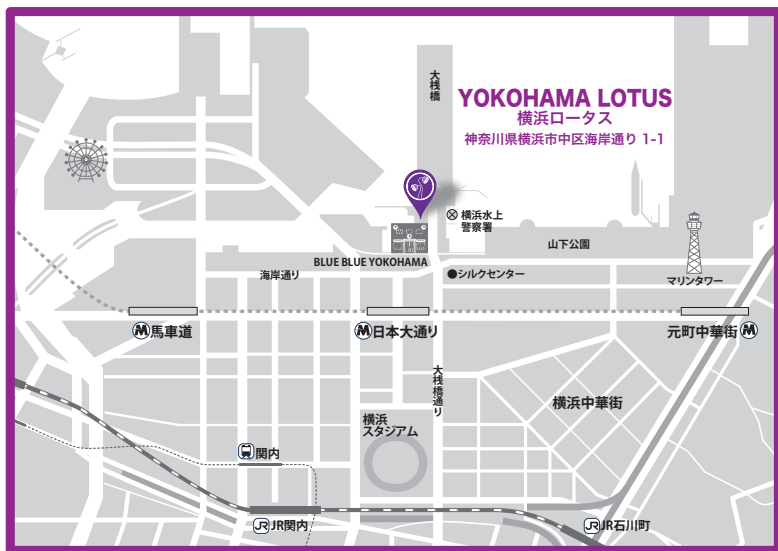 大桟橋
YOKOHAMA LOTUS
横浜ロータス
神奈川県横浜市中区海岸通り 1-1
横浜水上
警察署
山下公園
BLUE BLUE YOKOHAMA
海岸通り
シルクセンター
マリンタワー
M馬車道
M日本大通り
元町中華街M
大桟橋通り
横浜中華街
横浜
スタジアム
関内
JR JR関内
JR JR石川町